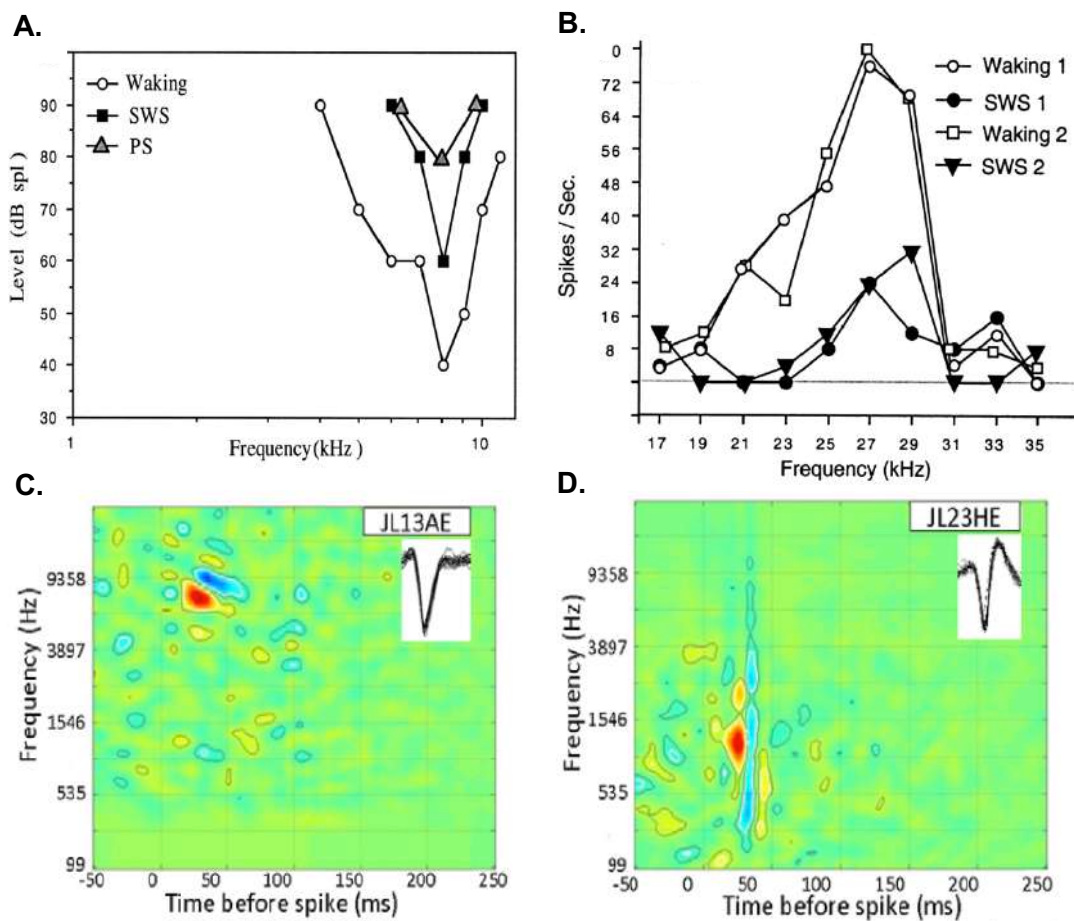 A.
Waking
SWS
PS
90
80
70
60
50
40
30
Level (dB spl)
1
10
Frequency(kHz)
B.
0
72
64
56
48
40
32
24
16
8
Spikes / Sec.
Waking 1
SWS 1
Waking 2
SWS 2
17 19 21 23 25 27 29 31 33 35
Frequency (kHz)
C.
JL13AE
9358
3897
1546
535
99
Frequency (Hz)
-50 0 50 100 150 200 250
Time before spike (ms)
D.
JL23HE
9358
3897
1546
535
99
Frequency (Hz)
-50 0 50 100 150 200 250
Time before spike (ms)